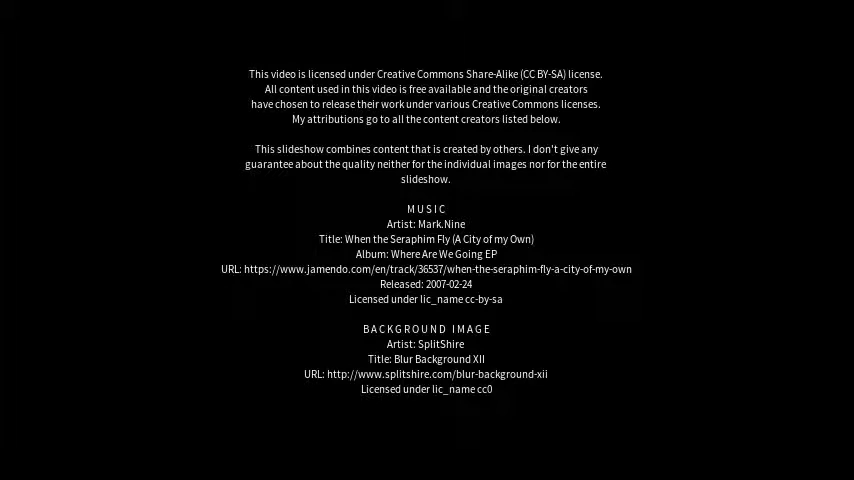 This video is licensed under Creative Commons Share-Alike (CC BY-SA) license.
All content used in this video is free available and the original creators
have chosen to release their work under various Creative Commons licenses.
My attributions go to all the content creators listed below.
This slideshow combines content that is created by others. I don't give any
guarantee about the quality neither for the individual images nor for the entire
slideshow.
MUSIC
Artist: Mark.Nine
Title: When the Seraphim Fly (A City of my Own)
Album: Where Are We Going EP
URL: https://www.jamendo.com/en/track/36537/when-the-seraphim-fly-a-city-of-my-own
Released: 2007-02-24
Licensed under lic_name cc-by-sa
BACKGROUND IMAGE
Artist: SplitShire
Title: Blur Background XII
URL: http://www.splitshire.com/blur-background-xii
Licensed under lic_name cc0